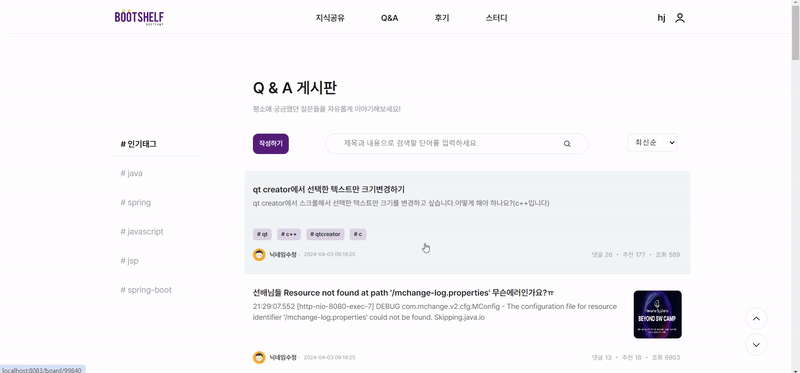 BOOTSHELF
지식공유
Q&A
후기
스터디
hj
Q & A 게시판
평소에 궁금했던 질문들을 자유롭게 이야기해보세요!
# 인기태그
작성하기
제목과 내용으로 검색할 단어를 입력하세요.
최신순
# java
# spring
# javascript
# jsp
# spring-boot
qt creator에서 선택한 텍스트만 크기변경하기
qt creator에서 스크롤해서 선택한 텍스트만 크기를 변경하고 싶습니다.어떻게 해야 하나요?(c++입니다)
# qt
# c++
# qtcreator
# c
닉네임수정 · 2024-04-03 09:19:25
댓글 26 • 추천 177 • 조회 589
선배님들 Resource not found at path '/mchange-log.properties' 무슨에러인가요?ㅠ
21:29:07.552 [http-nio-8080-exec-7] DEBUG com.mchange.v2.cfg.MConfig - The configuration file for resource
identifier '/mchange-log.properties' could not be found. Skipping.java.io
BEYOND SW CAMP
닉네임수정 · 2024-04-03 09:19:25
댓글 13 • 추천 18 • 조회 6903
localhost:8083/board/99840